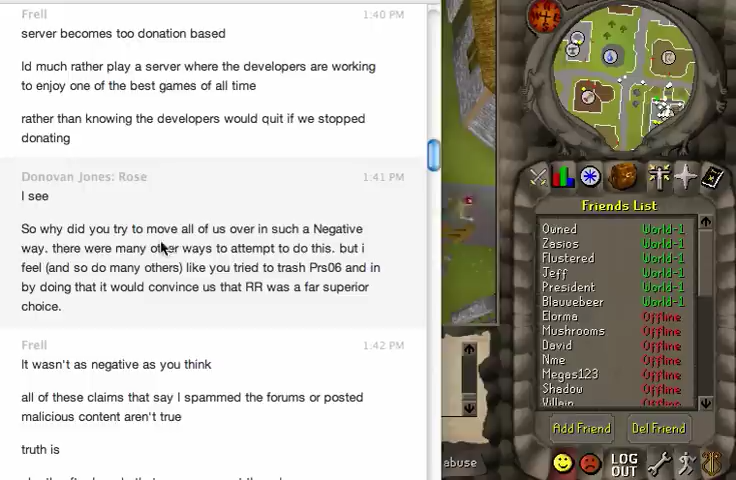 Frell 1:40 PM
server becomes too donation based
Id much rather play a server where the developers are working
to enjoy one of the best games of all time
rather than knowing the developers would quit if we stopped
donating
Donovan Jones: Rose 1:41 PM
I see
So why did you try to move all of us over in such a Negative
way. there were many other ways to attempt to do this. but i
feel (and so do many others) like you tried to trash Prs06 and in
by doing that it would convince us that RR was a far superior
choice.
Frell 1:42 PM
It wasn't as negative as you think
all of these claims that say I spammed the forums or posted
malicious content aren't true
truth is
Friends List
Owned World-1
Zasios World-1
Flustered World-1
Jeff World-1
President World-1
Blauwebeer World-1
Elorma Offline
Mushrooms Offline
David Offline
Nme Offline
Megas123 Offline
Shadow Offline
Villain Offline
Add Friend Del Friend
abuse
LOG
OUT